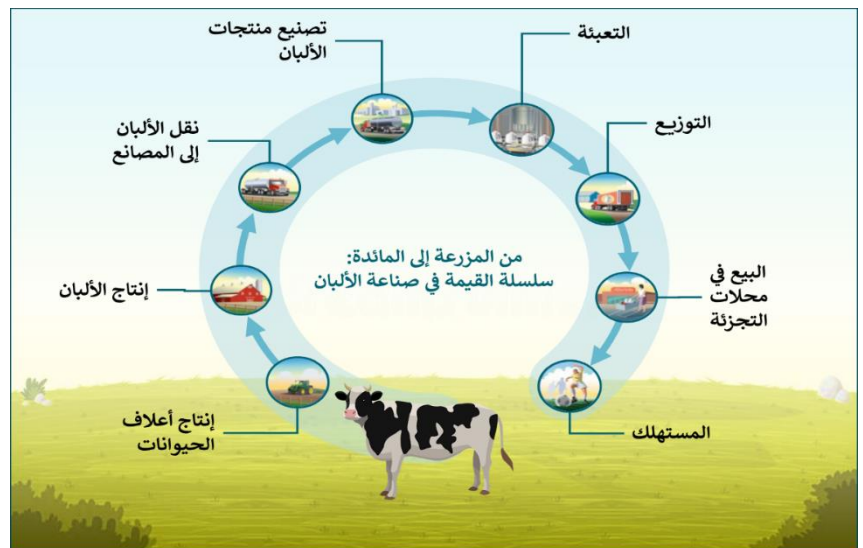 من المزرعة إلى المائدة:
سلسلة القيمة في صناعة الألبان
إنتاج أعلاف
الحيوانات
إنتاج الألبان
نقل الألبان
إلى المصانع
تصنيع منتجات
الألبان
التعبئة
التوزيع
البيع في
محلات
التجزئة
المستهلك